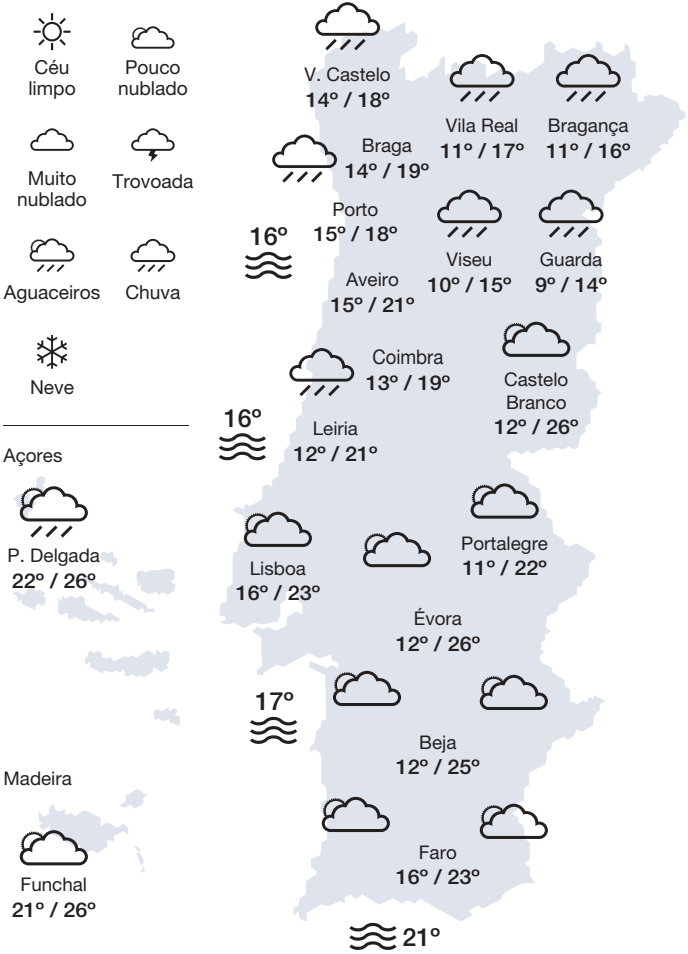 Céu
limpo
Pouco
nublado
Muito
nublado
Trovoada
Aguaceiros
Chuva
Neve
Açores
P. Delgada
22º / 26º
Madeira
Funchal
21º / 26º
V. Castelo
14º / 18º
Vila Real
11º / 17º
Bragança
11º / 16º
Braga
14º / 19º
Porto
15º / 18º
16º
Viseu
10º / 15º
Guarda
9º / 14º
Aveiro
15º / 21º
Coimbra
13º / 19º
Castelo
Branco
12º / 26º
16º
Leiria
12º / 21º
Lisboa
16º / 23º
Portalegre
11º / 22º
Évora
12º / 26º
17º
Beja
12º / 25º
Faro
16º / 23º
21º